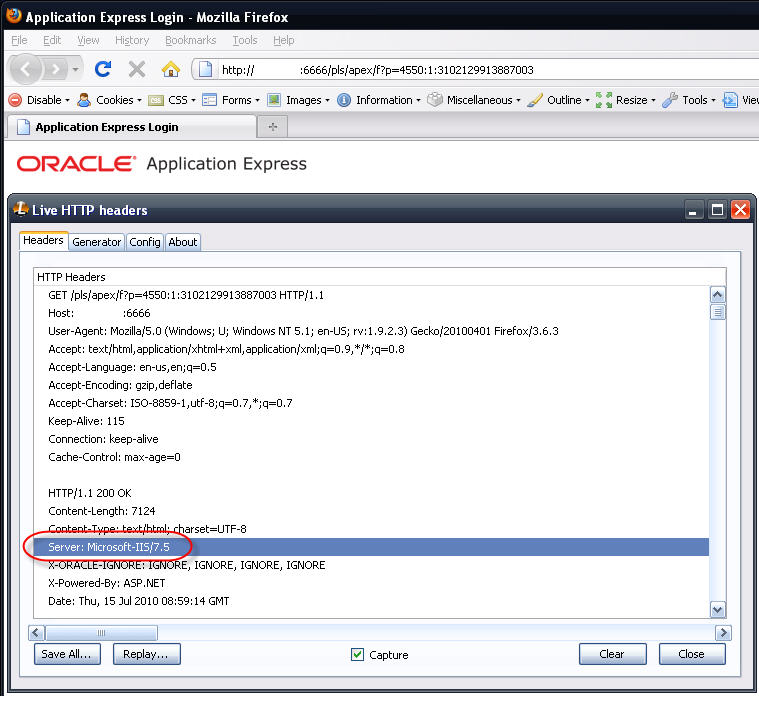 Application Express Login - Mozilla Firefox
File Edit View History Bookmarks Tools Help
http:// :6666/pls/apex/f?p=4550:1:3102129913887003
Disable Cookies CSS Forms Images Information Miscellaneous Outline Resize Tools Vie
Application Express Login
ORACLE® Application Express
Live HTTP headers
Headers Generator Config About
HTTP Headers
GET /pls/apex/f?p=4550:1:3102129913887003 HTTP/1.1
Host: :6666
User-Agent: Mozilla/5.0 (Windows; U; Windows NT 5.1; en-US; rv:1.9.2.3) Gecko/20100401 Firefox/3.6.3
Accept: text/html,application/xhtml+xml,application/xml;q=0.9,*/*;q=0.8
Accept-Language: en-us,en;q=0.5
Accept-Encoding: gzip,deflate
Accept-Charset: ISO-8859-1,utf-8;q=0.7,*;q=0.7
Keep-Alive: 115
Connection: keep-alive
Cache-Control: max-age=0
HTTP/1.1 200 OK
Content-Length: 7124
Content-Type: text/html; charset=UTF-8
Server: Microsoft-IIS/7.5
X-ORACLE-IGNORE: IGNORE, IGNORE, IGNORE, IGNORE
X-Powered-By: ASP.NET
Date: Thu, 15 Jul 2010 08:59:14 GMT
Save All... Replay... Capture Clear Close